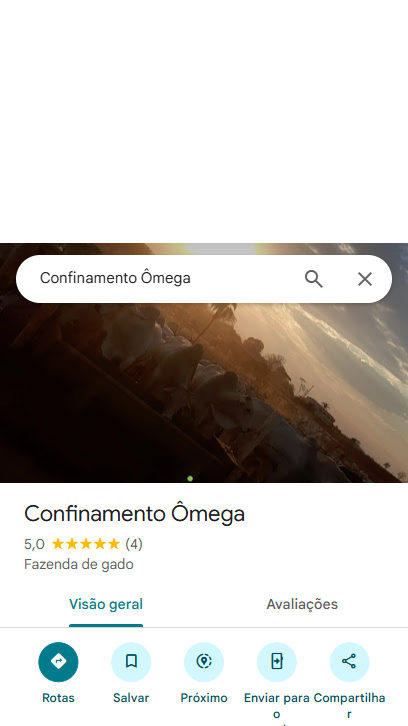 Confinamento Ômega
Confinamento Ômega
5,0 (4)
Fazenda de gado
Visão geral
Avaliações
Rotas
Salvar
Próximo
Enviar para o
Compartilhar